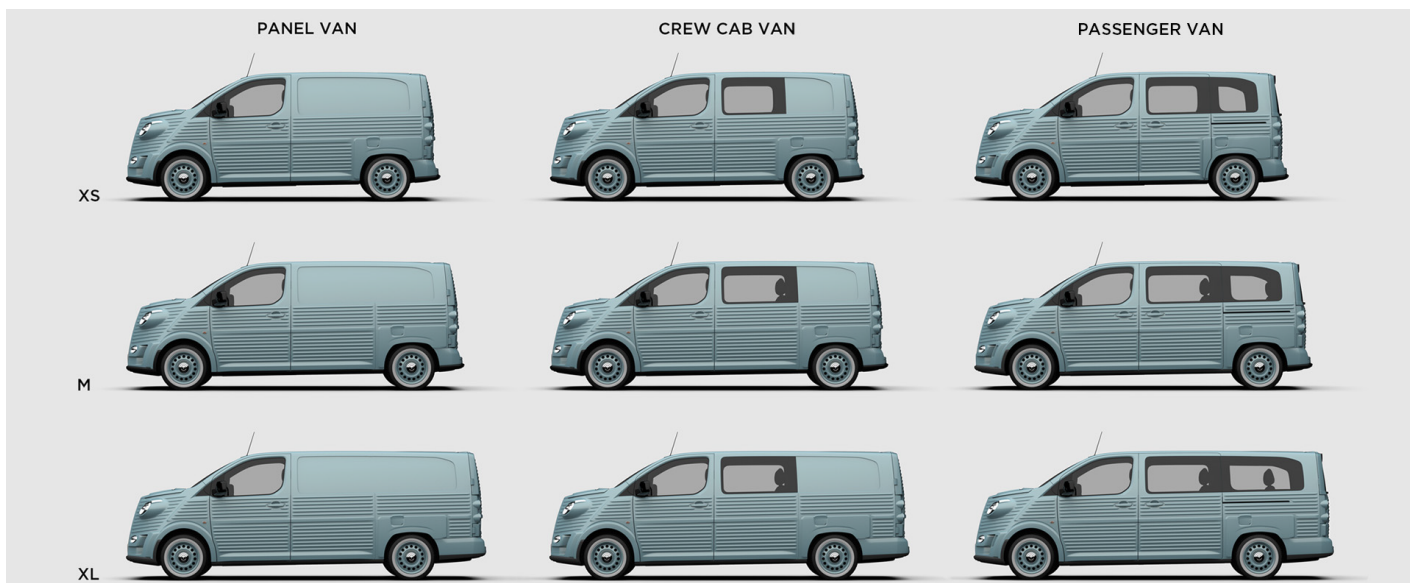 PANEL VAN
CREW CAB VAN
PASSENGER VAN
XS
M
XL